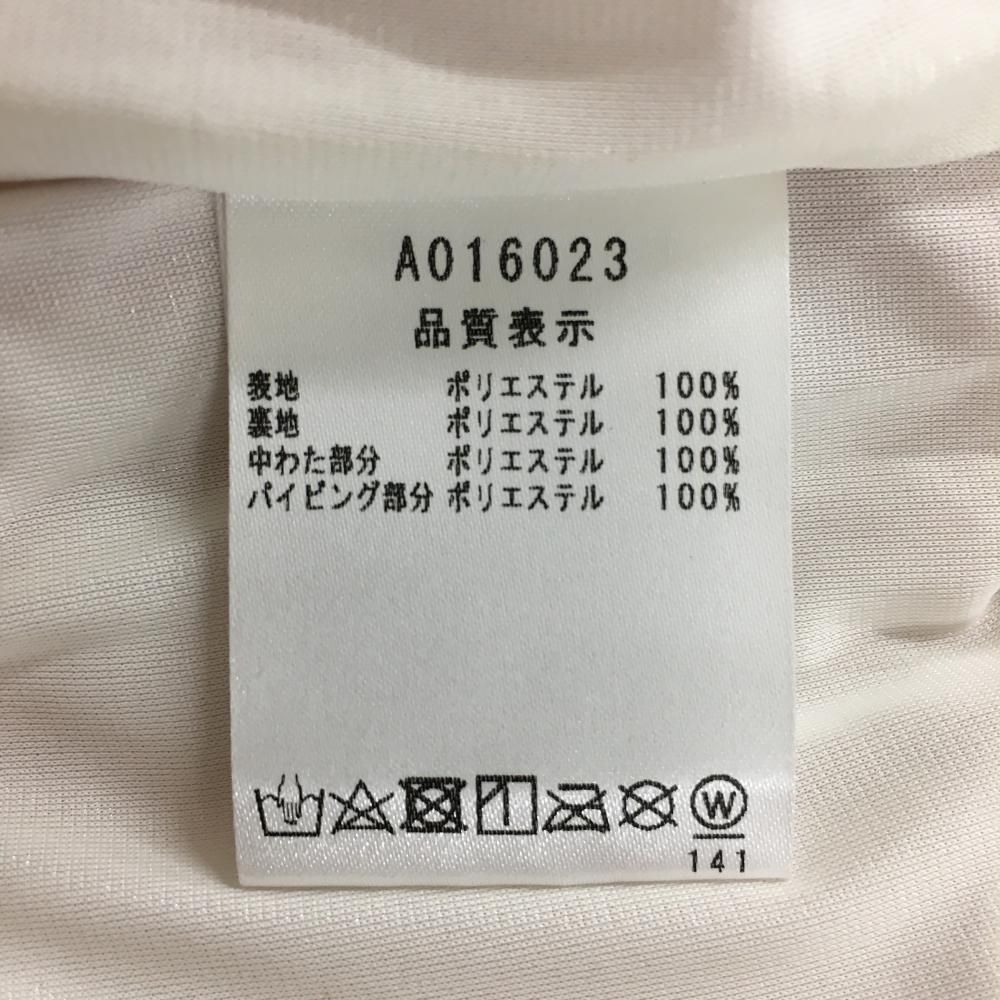 A016023
品質表示
表地 ポリエステル 100%
裏地 ポリエステル 100%
中わた部分 ポリエステル 100%
パイピング部分 ポリエステル 100%
W
141